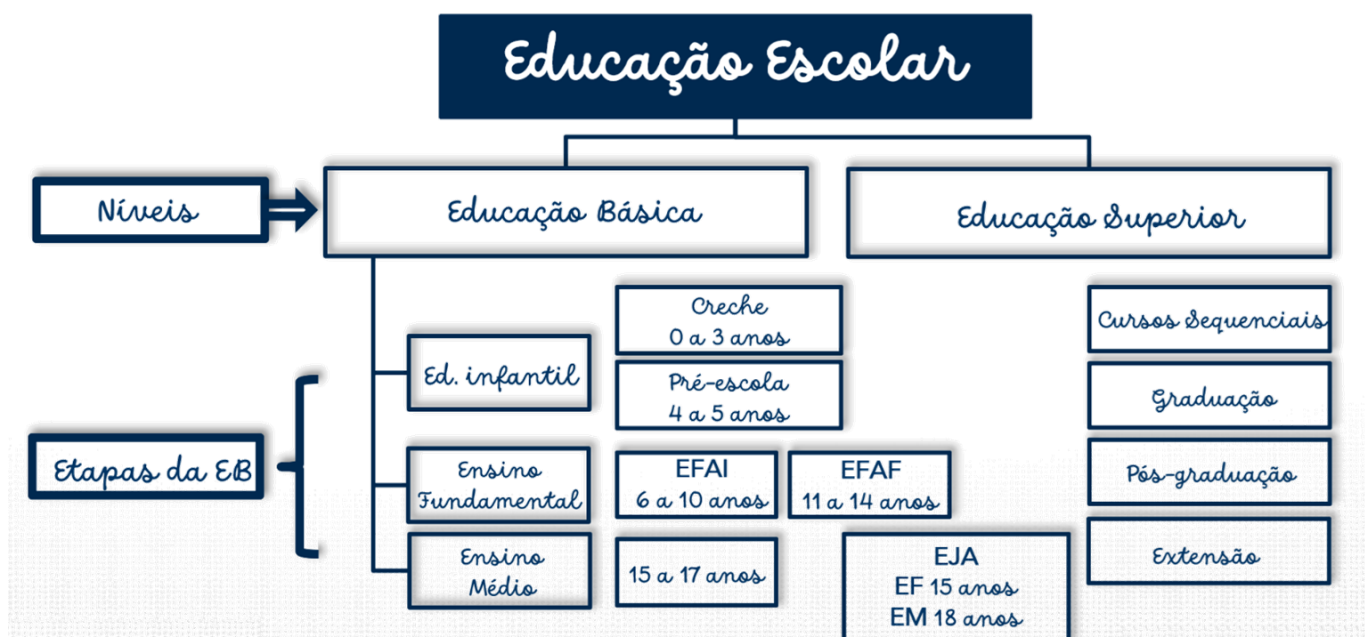 Educação Escolar
Níveis
Educação Básica
Educação Superior
Creche
0 a 3 anos
Cursos Sequenciais
Ed. infantil
Pré-escola
4 a 5 anos
Graduação
Etapas da EB
Ensino
Fundamental
EFAI
6 a 10 anos
EFAF
11 a 14 anos
Pós-graduação
Ensino
Médio
15 a 17 anos
EJA
EF 15 anos
EM 18 anos
Extensão